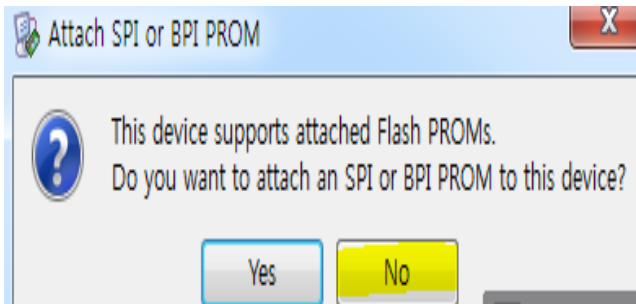 Attach SPI or BPI PROM
X
This device supports attached Flash PROMs.
Do you want to attach an SPI or BPI PROM to this device?
Yes No